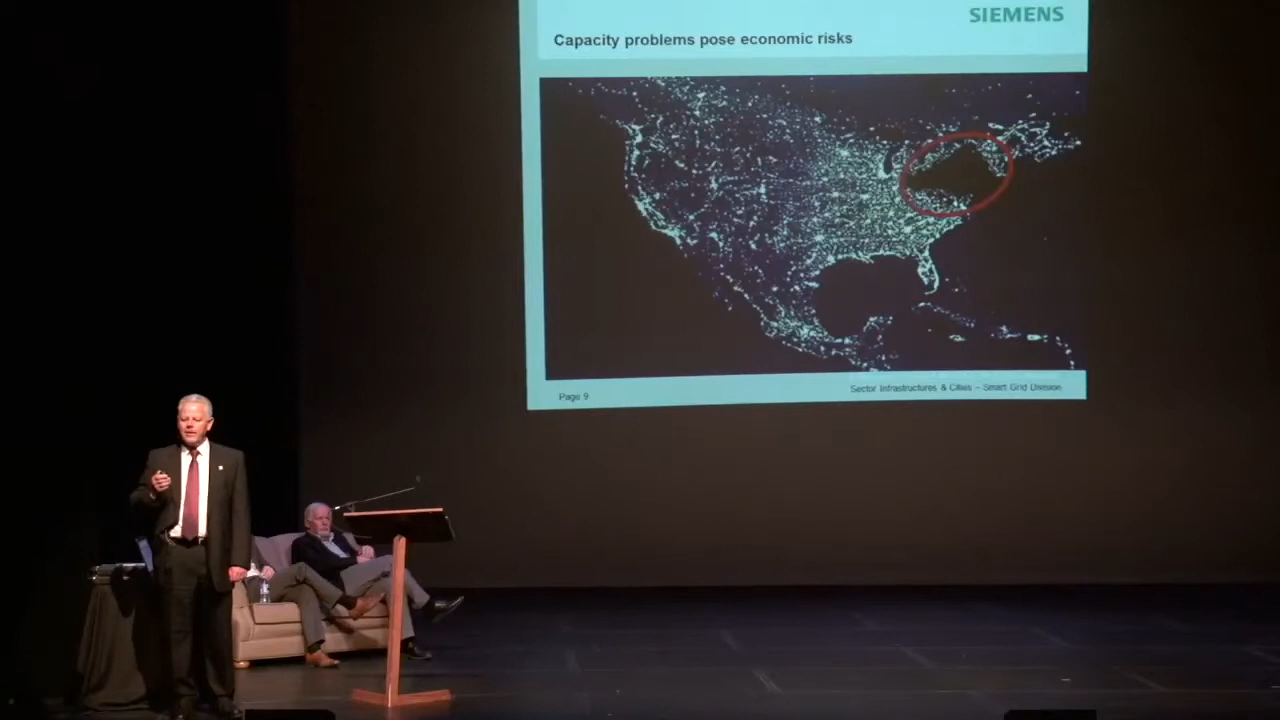 SIEMENS
Capacity problems pose economic risks
Page 9
Sector Infrastructures & Cities – Smart Grid Division